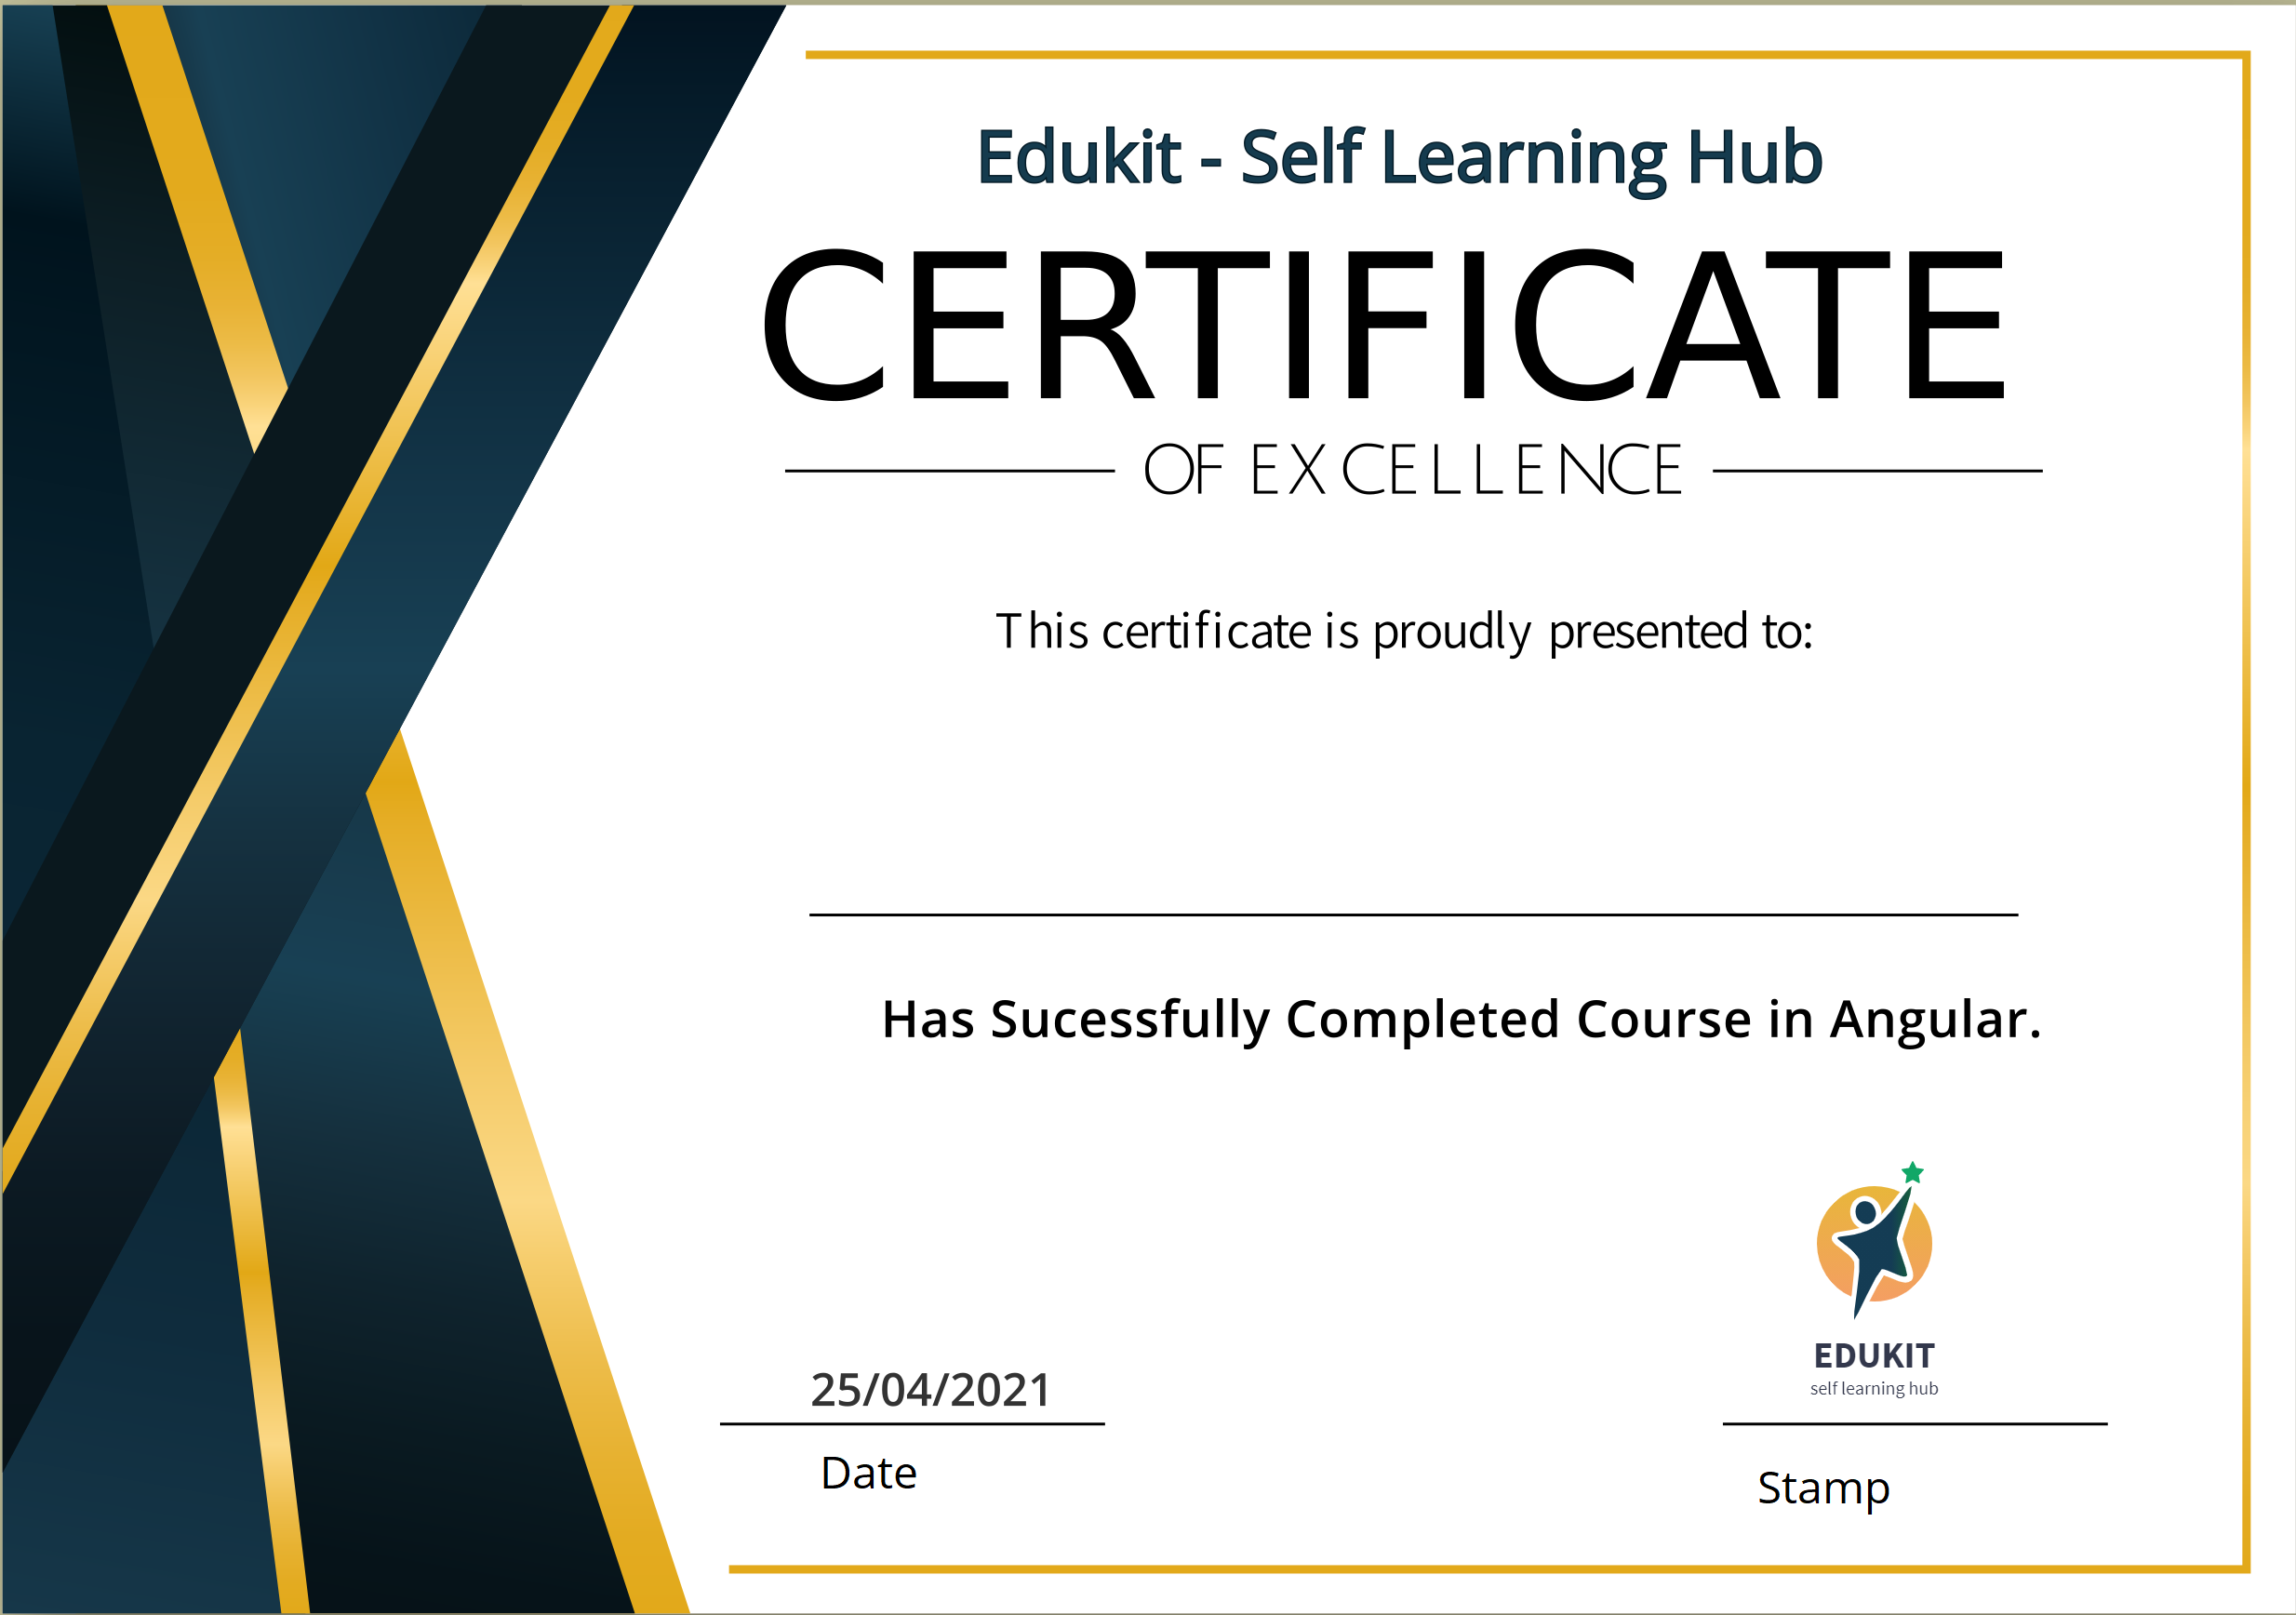 Edukit - Self Learning Hub
CERTIFICATE
OF EXCELLENCE
This certificate is proudly presented to:
Has Sucessfully Completed Course in Angular.
EDUKIT
self learning hub
25/04/2021
Date
Stamp